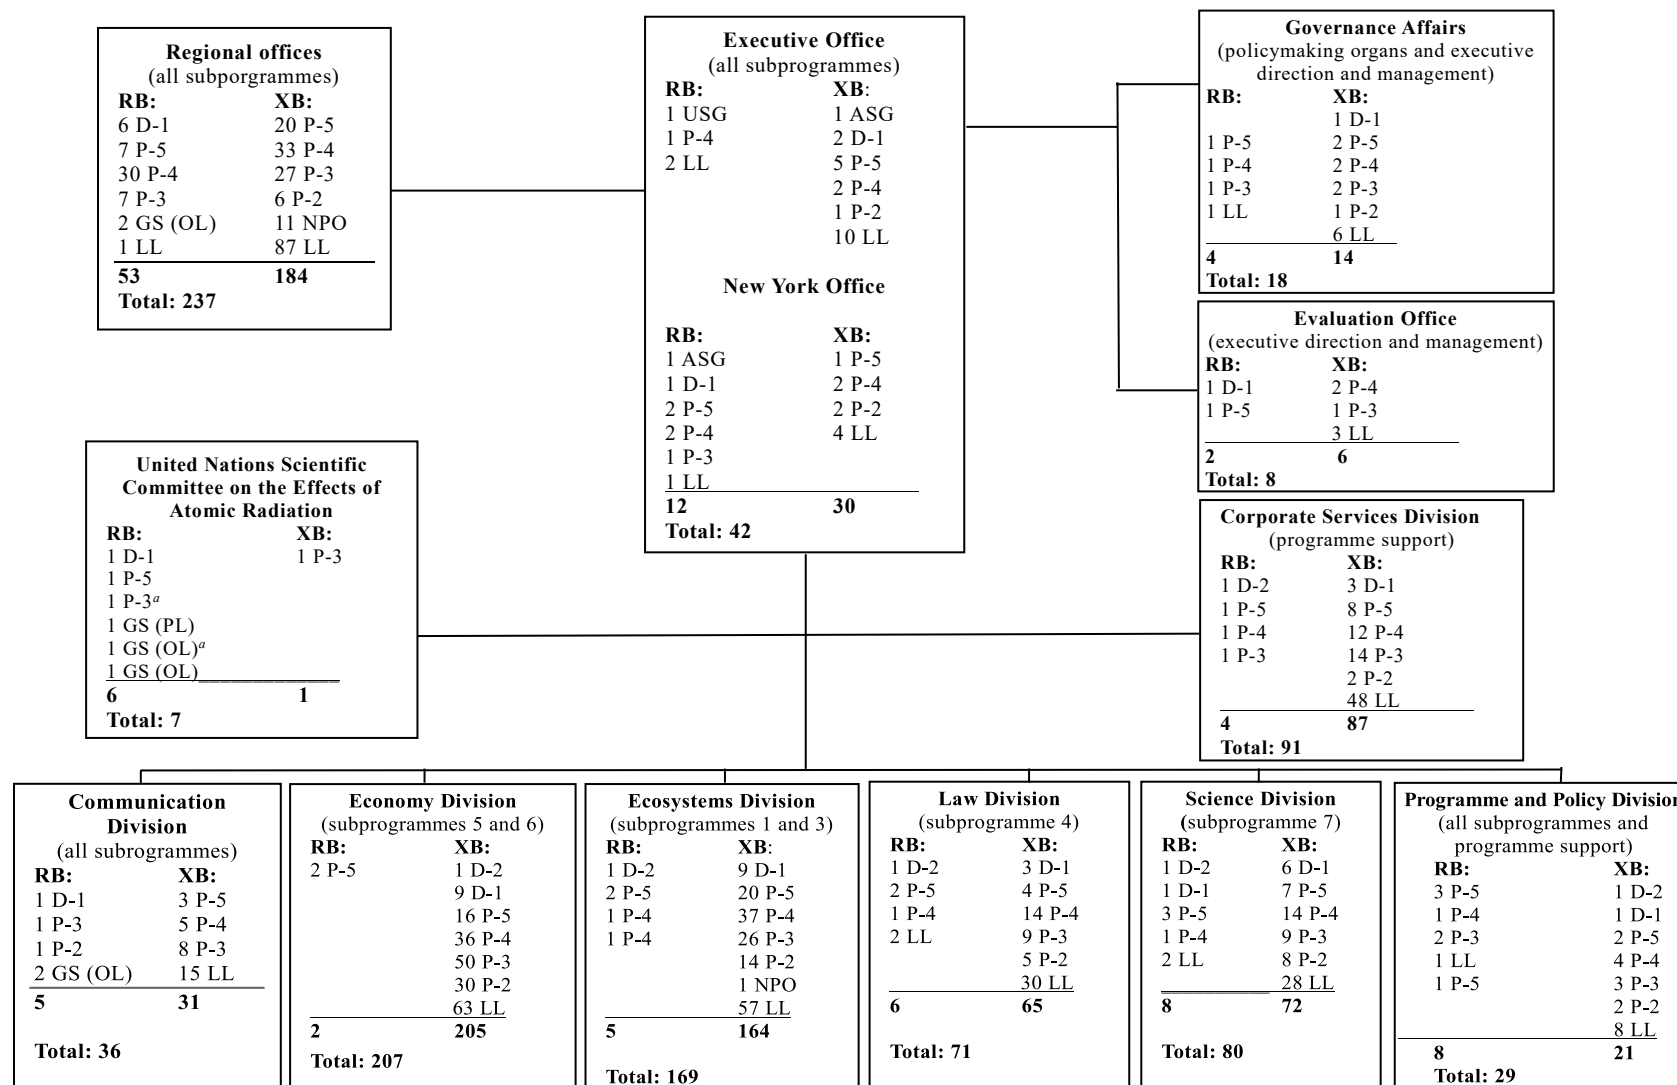 Regional offices
(all subporgrammes)
RB: XB:
6 D-1 20 P-5
7 P-5 33 P-4
30 P-4 27 P-3
7 P-3 6 P-2
2 GS (OL) 11 NPO
1 LL 87 LL
53 184
Total: 237
Executive Office
(all subprogrammes)
RB: XB:
1 USG 1 ASG
1 P-4 2 D-1
2 LL 5 P-5
2 P-4
1 P-2
10 LL
New York Office
RB: XB:
1 ASG 1 P-5
1 D-1 2 P-4
2 P-5 2 P-2
2 P-4 4 LL
1 P-3
1 LL
12 30
Total: 42
Governance Affairs
(policymaking organs and executive
direction and management)
RB: XB:
1 D-1
1 P-5 2 P-5
1 P-4 2 P-4
1 P-3 2 P-3
1 LL 1 P-2
6 LL
4 14
Total: 18
Evaluation Office
(executive direction and management)
RB: XB:
1 D-1 2 P-4
1 P-5 1 P-3
3 LL
2 6
Total: 8
United Nations Scientific
Committee on the Effects of
Atomic Radiation
RB: XB:
1 D-1 1 P-3
1 P-5
1 P-3a
1 GS (PL)
1 GS (OL)a
1 GS (OL)
6 1
Total: 7
Corporate Services Division
(programme support)
RB: XB:
1 D-2 3 D-1
1 P-5 8 P-5
1 P-4 12 P-4
1 P-3 14 P-3
2 P-2
48 LL
4 87
Total: 91
Communication
Division
(all subrogrammes)
RB: XB:
1 D-1 3 P-5
1 P-3 5 P-4
1 P-2 8 P-3
2 GS (OL) 15 LL
5 31
Total: 36
Economy Division
(subprogrammes 5 and 6)
RB: XB:
2 P-5 1 D-2
9 D-1
16 P-5
36 P-4
50 P-3
30 P-2
63 LL
2 205
Total: 207
Ecosystems Division
(subprogrammes 1 and 3)
RB: XB:
1 D-2 9 D-1
2 P-5 20 P-5
1 P-4 37 P-4
1 P-4 26 P-3
14 P-2
1 NPO
57 LL
5 164
Total: 169
Law Division
(subprogramme 4)
RB: XB:
1 D-2 3 D-1
2 P-5 4 P-5
1 P-4 14 P-4
2 LL 9 P-3
5 P-2
30 LL
6 65
Total: 71
Science Division
(subprogramme 7)
RB: XB:
1 D-2 6 D-1
1 D-1 7 P-5
3 P-5 14 P-4
1 P-4 9 P-3
2 LL 8 P-2
28 LL
8 72
Total: 80
Programme and Policy Division
(all subprogrammes and
programme support)
RB: XB:
3 P-5 1 D-2
1 P-4 1 D-1
2 P-3 2 P-5
1 LL 4 P-4
1 P-5 3 P-3
2 P-2
8 LL
8 21
Total: 29